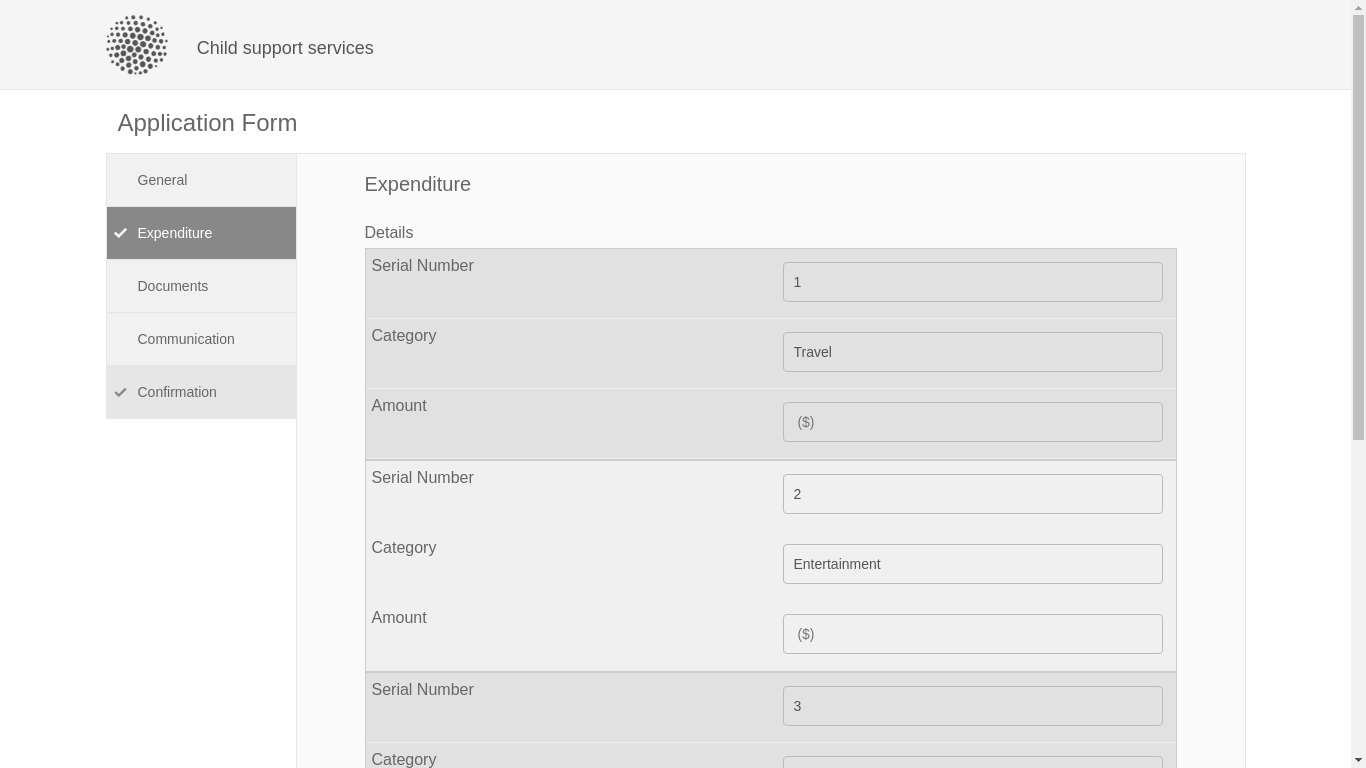 Child support services
Application Form
General
Expenditure
Documents
Communication
Confirmation
Expenditure
Details
Serial Number
1
Category
Travel
Amount
($)
Serial Number
2
Category
Entertainment
Amount
($)
Serial Number
3
Category